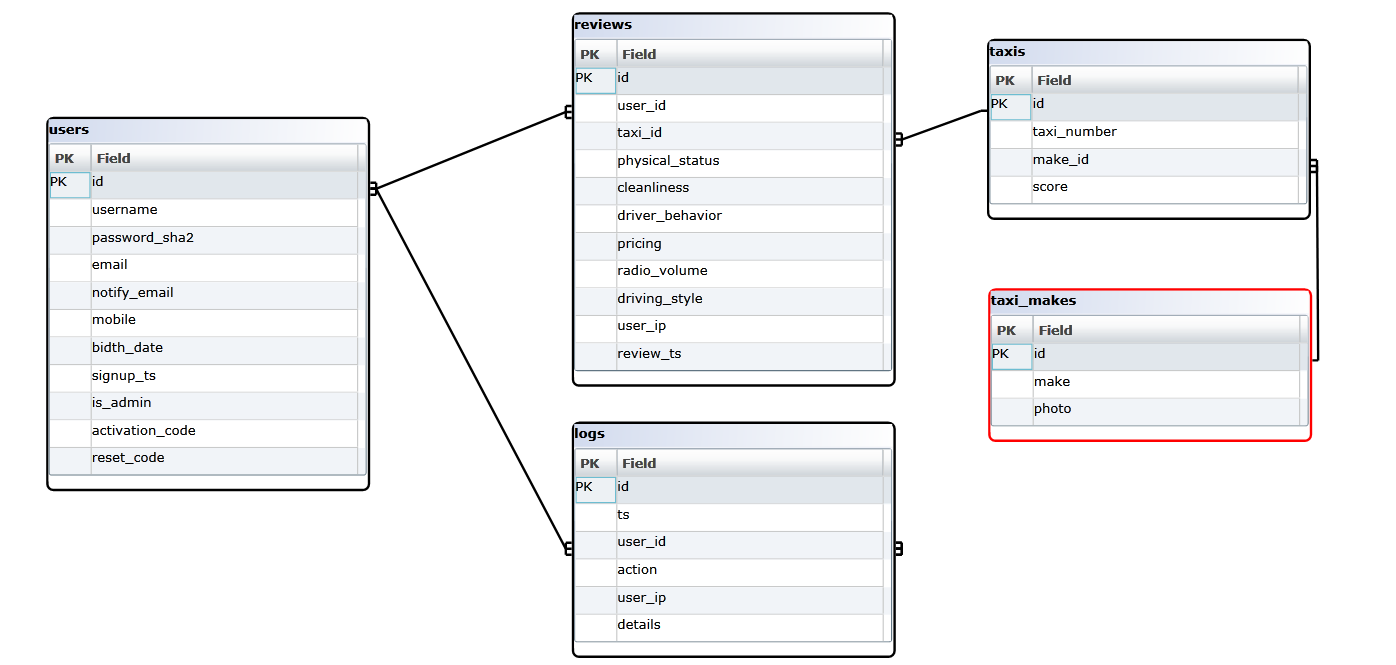 users
PK Field
PK id
username
password_sha2
email
notify_email
mobile
bidth_date
signup_ts
is_admin
activation_code
reset_code
reviews
PK Field
PK id
user_id
taxi_id
physical_status
cleanliness
driver_behavior
pricing
radio_volume
driving_style
user_ip
review_ts
logs
PK Field
PK id
ts
user_id
action
user_ip
details
taxis
PK Field
PK id
taxi_number
make_id
score
taxi_makes
PK Field
PK id
make
photo